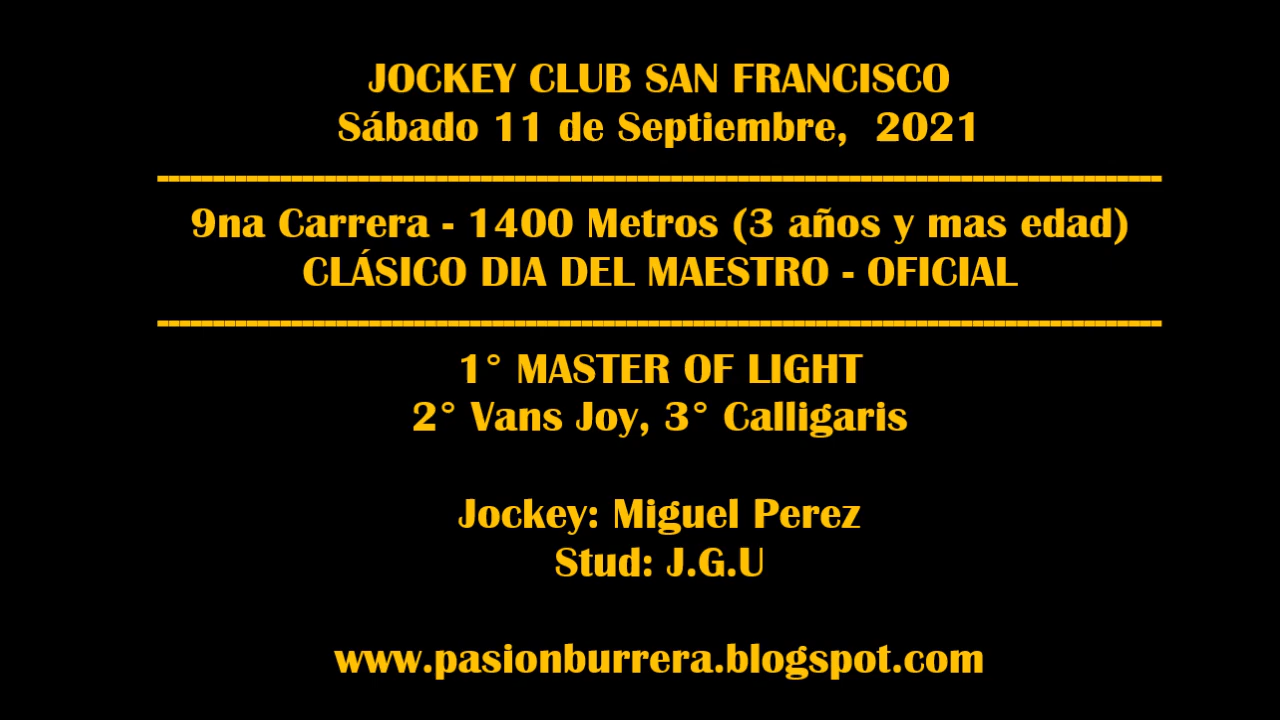 JOCKEY CLUB SAN FRANCISCO
Sábado 11 de Septiembre,  2021
9na Carrera - 1400 Metros (3 años y mas edad)
CLÁSICO DIA DEL MAESTRO - OFICIAL
1° MASTER OF LIGHT
2° Vans Joy, 3° Calligaris
Jockey: Miguel Perez
Stud: J.G.U
www.pasionburrera.blogspot.com